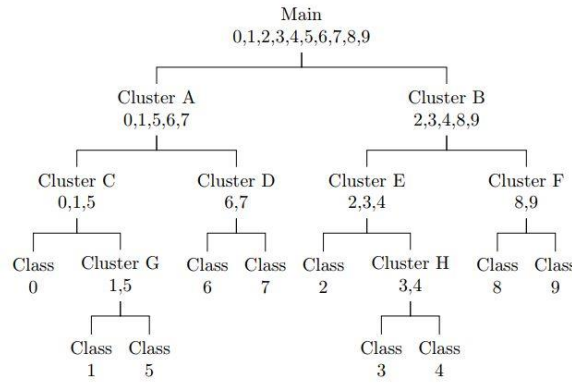 Main
0,1,2,3,4,5,6,7,8,9
Cluster A
0,1,5,6,7
Cluster B
2,3,4,8,9
Cluster C
0,1,5
Cluster D
6,7
Cluster E
2,3,4
Cluster F
8,9
Class
0
Cluster G
1,5
Class
6
Class
7
Class
2
Cluster H
3,4
Class
8
Class
9
Class
1
Class
5
Class
3
Class
4